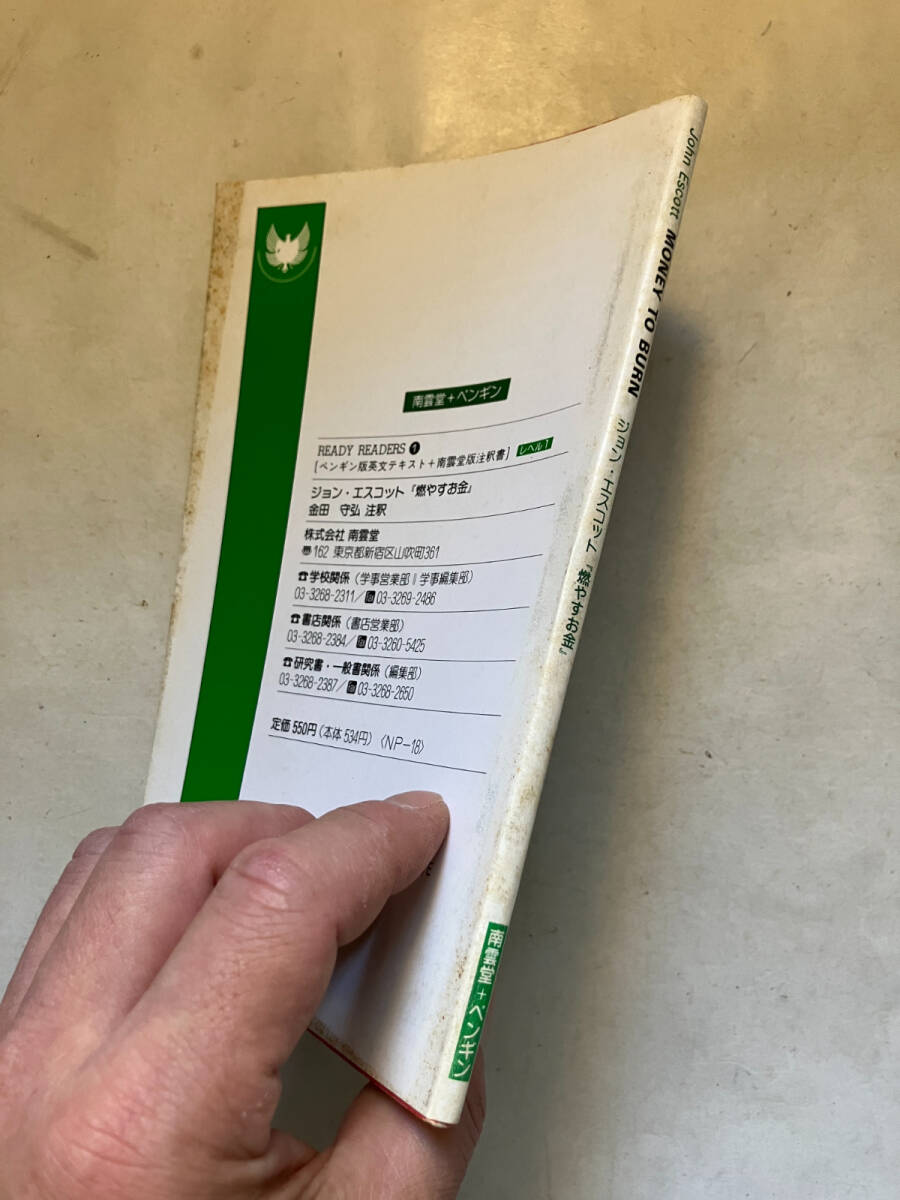 南雲堂+ペンギン
READY READERS ❶
[ペンギン版英文テキスト+南雲堂版注釈書] レベル1
ジョン・エスコット『燃やすお金』
金田 守弘 注釈
株式会社 南雲堂
〠162 東京都新宿区山吹町361
☎学校関係(学事営業部‖学事編集部)
03-3268-2311/℻03-3269-2486
☎書店関係(書店営業部)
03-3268-2384/℻03-3260-5425
☎研究書・一般書関係(編集部)
03-3268-2387/℻03-3268-2650
定価550円(本体534円)〈NP-18〉
John Escott MONEY TO BURN ジョン・エスコット『燃やすお金』
南雲堂+ペンギン